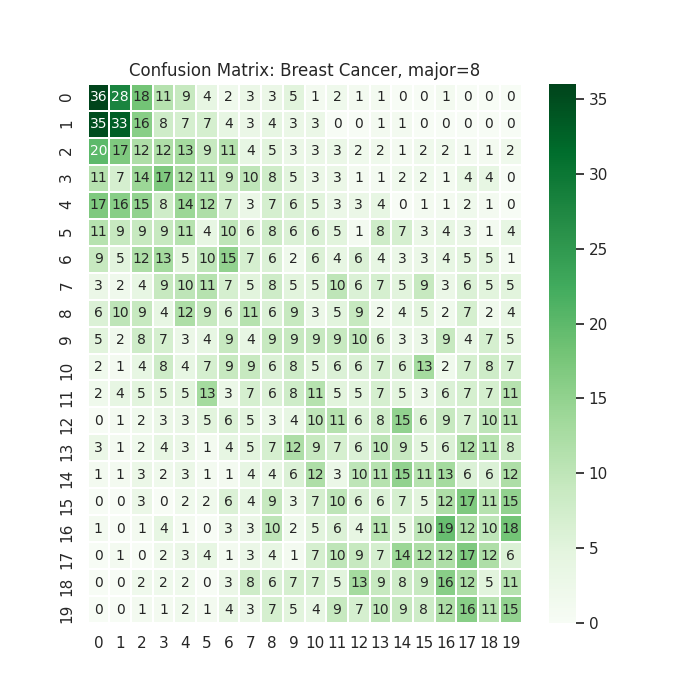 Confusion Matrix: Breast Cancer, major=8
0 36 28 18 11 9 4 2 3 3 5 1 2 1 1 0 0 1 0 0 0
1 35 33 16 8 7 7 4 3 4 3 3 0 0 1 1 0 0 0 0 0
2 20 17 12 12 13 9 11 4 5 3 3 3 2 2 1 2 2 1 1 2
3 11 7 14 17 12 11 9 10 8 5 3 3 1 1 2 2 1 4 4 0
4 17 16 15 8 14 12 7 3 7 6 5 3 3 4 0 1 1 2 1 0
5 11 9 9 9 11 4 10 6 8 6 6 5 1 8 7 3 4 3 1 4
6 9 5 12 13 5 10 15 7 6 2 6 4 6 4 3 3 4 5 5 1
7 3 2 4 9 10 11 7 5 8 5 5 10 6 7 5 9 3 6 5 5
8 6 10 9 4 12 9 6 11 6 9 3 5 9 2 4 5 2 7 2 4
9 5 2 8 7 3 4 9 4 9 9 9 9 10 6 3 3 9 4 7 5
10 2 1 4 8 4 7 9 9 6 8 5 6 6 7 6 13 2 7 8 7
11 2 4 5 5 5 13 3 7 6 8 11 5 5 7 5 3 6 7 7 11
12 0 1 2 3 3 5 6 5 3 4 10 11 6 8 15 6 9 7 10 11
13 3 1 2 4 3 1 4 5 7 12 9 7 6 10 9 5 6 12 11 8
14 1 1 3 2 3 1 1 4 4 6 12 3 10 11 15 11 13 6 6 12
15 0 0 3 0 2 2 6 4 9 3 7 10 6 6 7 5 12 17 11 15
16 1 0 1 4 1 0 3 3 10 2 5 6 4 11 5 10 19 12 10 18
17 0 1 0 2 3 4 1 3 4 1 7 10 9 7 14 12 12 17 12 6
18 0 0 2 2 2 0 3 8 6 7 7 5 13 9 8 9 16 12 5 11
19 0 0 1 1 2 1 4 3 7 5 4 9 7 10 9 8 12 16 11 15
0 1 2 3 4 5 6 7 8 9 10 11 12 13 14 15 16 17 18 19
35
30
25
20
15
10
5
0